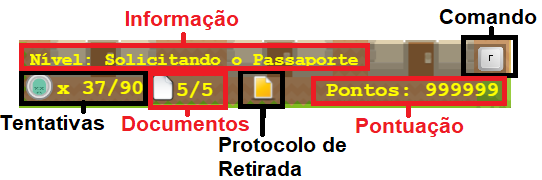 Informação
Comando
Nível: Solicitando o Passaporte
r
x 37/90
5/5
Pontos: 999999
Tentativas
Documentos
Protocolo de
Retirada
Pontuação